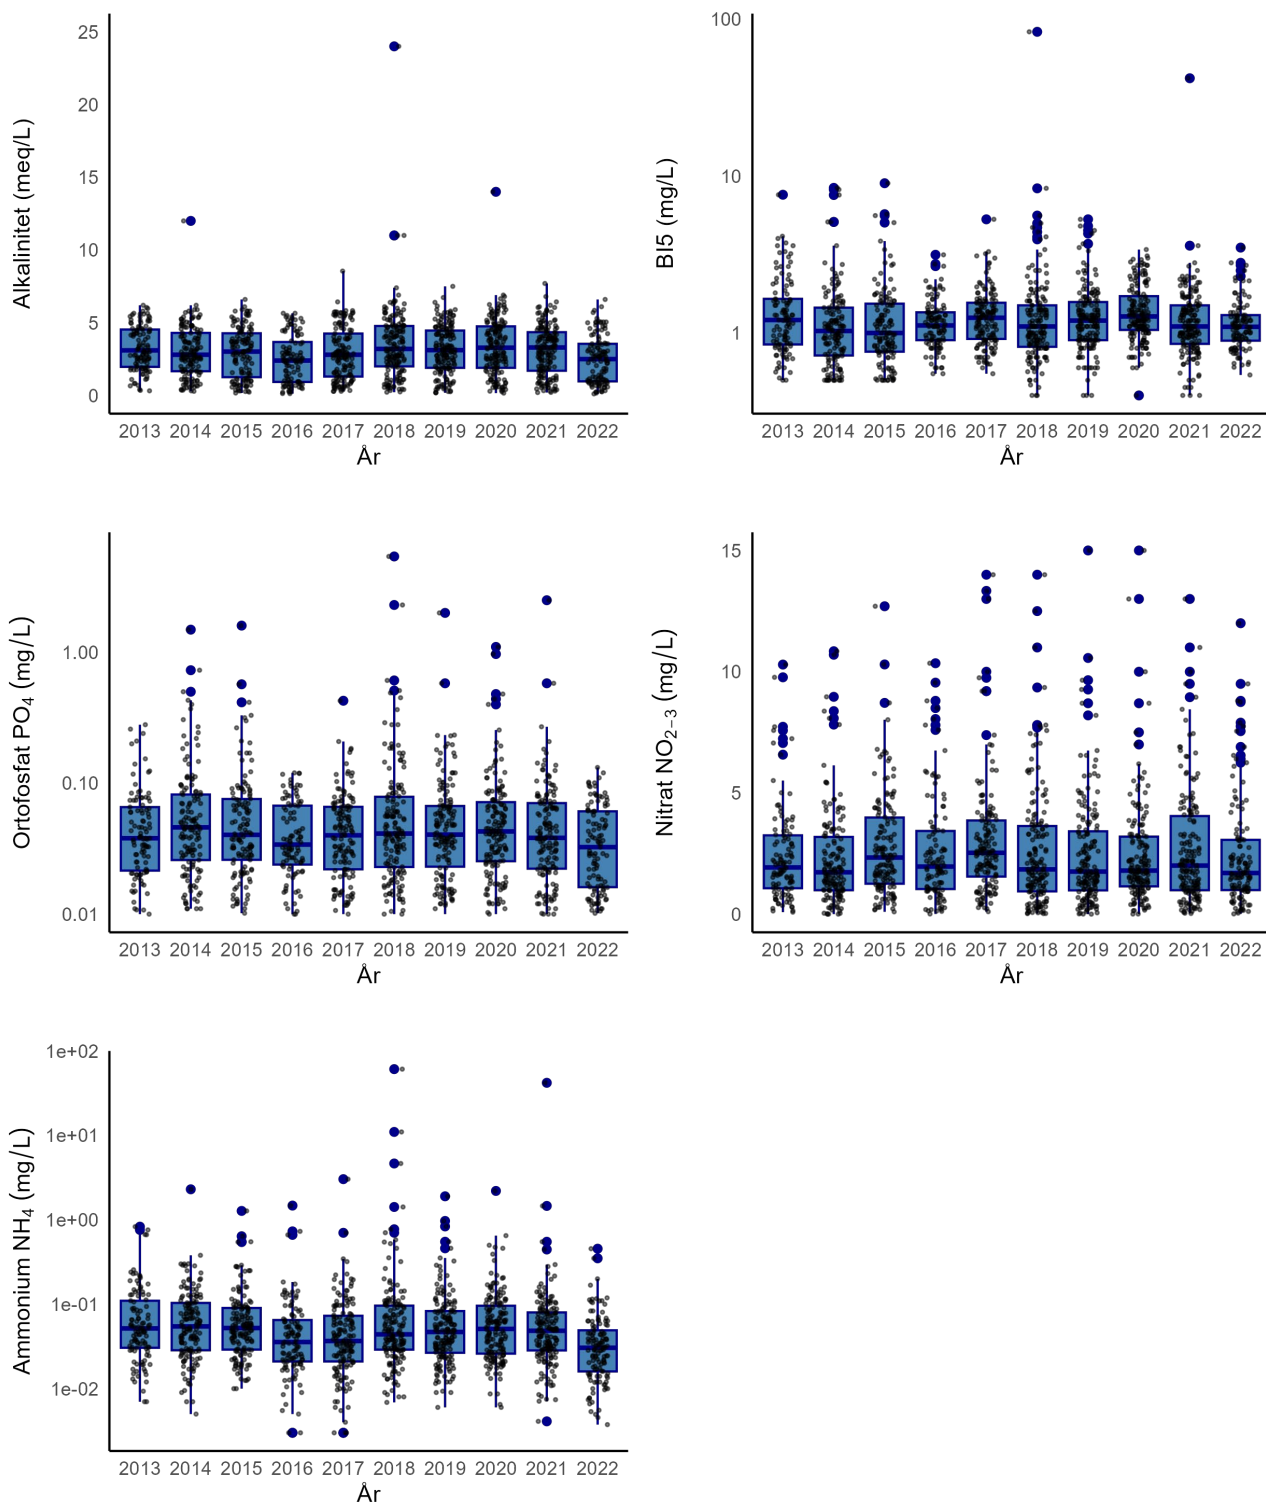 Alkalinitet (meq/L)
25
20
15
10
5
0
2013 2014 2015 2016 2017 2018 2019 2020 2021 2022
År
BI5 (mg/L)
100
10
1
2013 2014 2015 2016 2017 2018 2019 2020 2021 2022
År
Ortofosfat PO₄ (mg/L)
1.00
0.10
0.01
2013 2014 2015 2016 2017 2018 2019 2020 2021 2022
År
Nitrat NO₂₋₃ (mg/L)
15
10
5
0
2013 2014 2015 2016 2017 2018 2019 2020 2021 2022
År
Ammonium NH₄ (mg/L)
1e+02
1e+01
1e+00
1e-01
1e-02
2013 2014 2015 2016 2017 2018 2019 2020 2021 2022
År